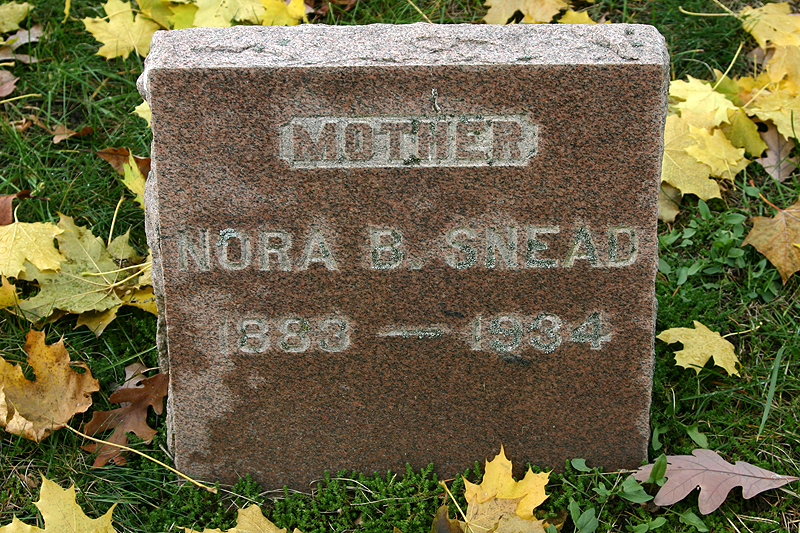 MOTHER
NORA B. SNEAD
1883 — 1934